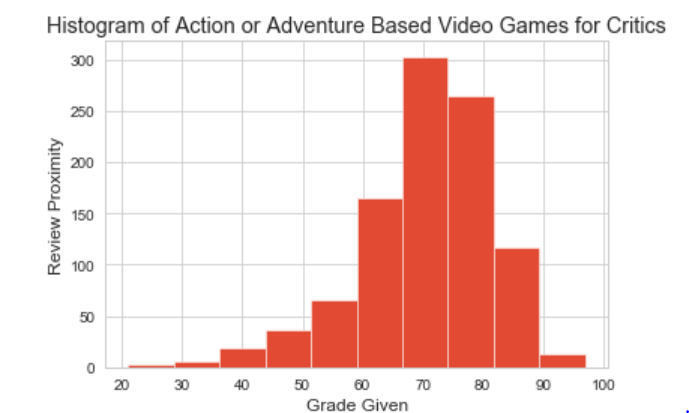 Histogram of Action or Adventure Based Video Games for Critics
300
250
200
150
100
50
0
Review Proximity
20 30 40 50 60 70 80 90 100
Grade Given